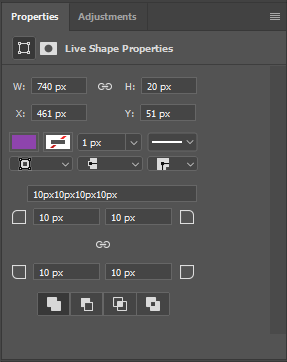 Properties Adjustments
Live Shape Properties
W: 740 px H: 20 px
X: 461 px Y: 51 px
1 px
10px10px10px10px
10 px 10 px
10 px 10 px